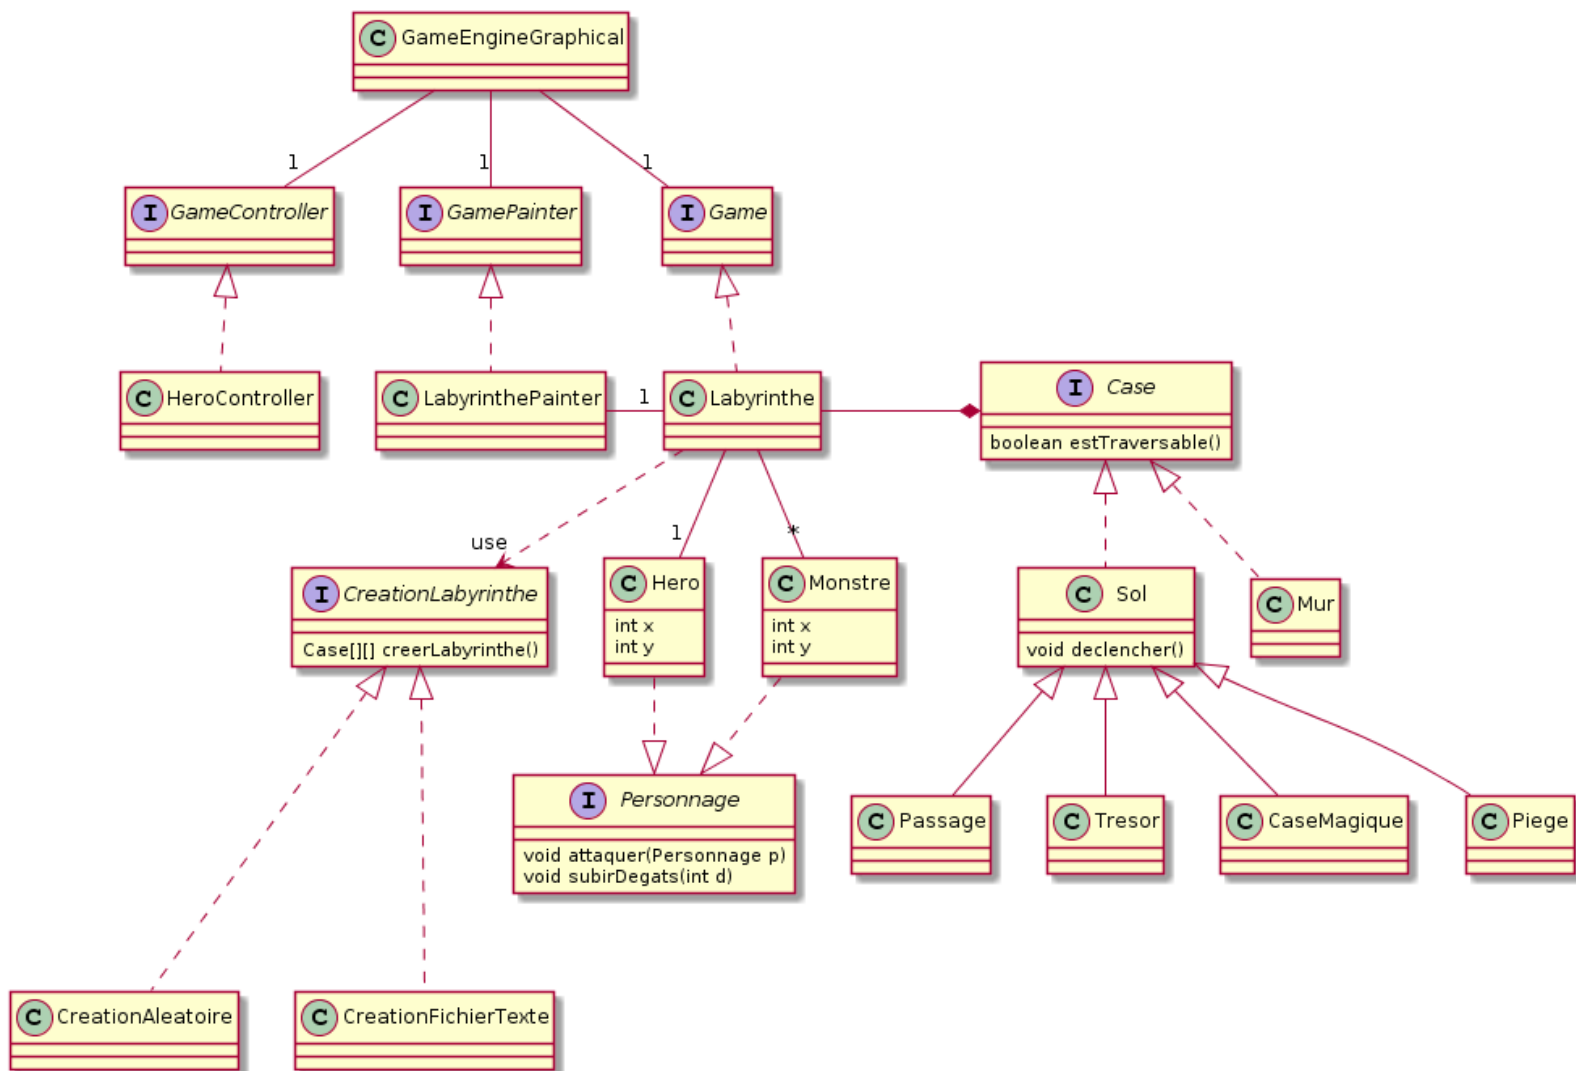 C GameEngineGraphical
1
1
1
I GameController
I GamePainter
I Game
C HeroController
C LabyrinthePainter
1
C Labyrinthe
I Case
boolean estTraversable()
use
1
*
I CreationLabyrinthe
Case[][] creerLabyrinthe()
C Hero
int x
int y
C Monstre
int x
int y
C Sol
void declencher()
C Mur
I Personnage
void attaquer(Personnage p)
void subirDegats(int d)
C Passage
C Tresor
C CaseMagique
C Piege
C CreationAleatoire
C CreationFichierTexte